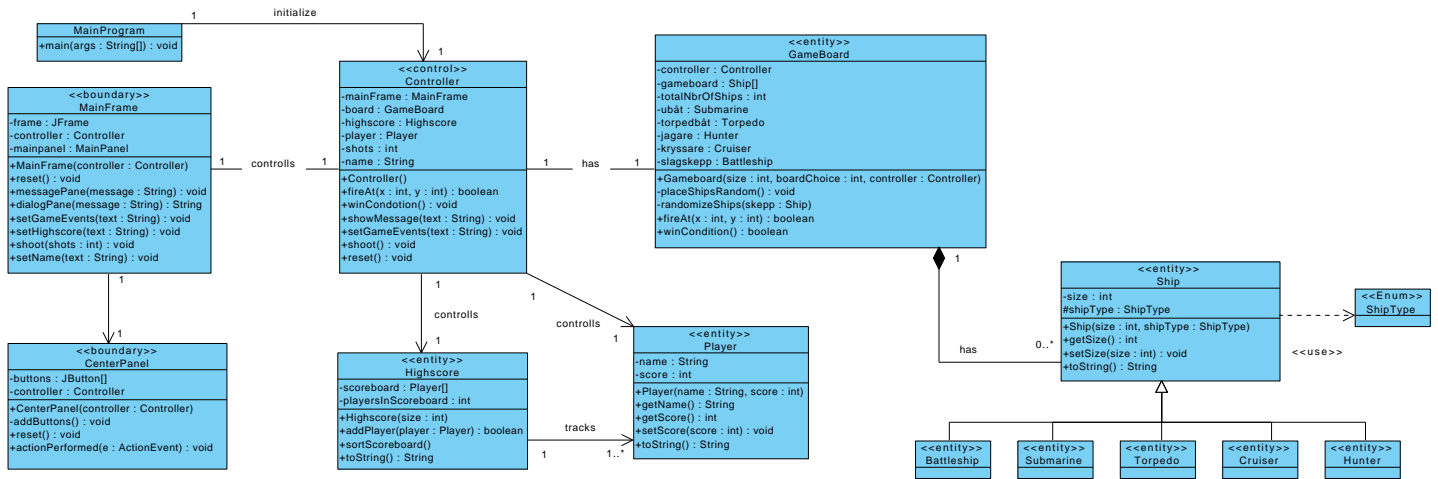 1
initialize
1
MainProgram
+main(args : String[]) : void
<<boundary>>
MainFrame
-frame : JFrame
-controller : Controller
-mainpanel : MainPanel
+MainFrame(controller : Controller)
+reset() : void
+messagePane(message : String) : void
+dialogPane(message : String) : String
+setGameEvents(text : String) : void
+setHighscore(text : String) : void
+shoot(shots : int) : void
+setName(text : String) : void
1
controlls
1
<<control>>
Controller
-mainFrame : MainFrame
-board : GameBoard
-highscore : Highscore
-player : Player
-shots : int
-name : String
+Controller()
+fireAt(x : int, y : int) : boolean
+winCondotion() : void
+showMessage(text : String) : void
+setGameEvents(text : String) : void
+shoot() : void
+reset() : void
1
has
1
<<entity>>
GameBoard
-controller : Controller
-gameboard : Ship[]
-totalNbrOfShips : int
-ubåt : Submarine
-torpedbåt : Torpedo
-jagare : Hunter
-kryssare : Cruiser
-slagskepp : Battleship
+Gameboard(size : int, boardChoice : int, controller : Controller)
-placeShipsRandom() : void
-randomizeShips(skepp : Ship)
+fireAt(x : int, y : int) : boolean
+winCondition() : boolean
1
has
0..*
<<entity>>
Ship
-size : int
#shipType : ShipType
+Ship(size : int, shipType : ShipType)
+getSize() : int
+setSize(size : int) : void
+toString() : String
<<Enum>>
ShipType
<<use>>
1
1
<<boundary>>
CenterPanel
-buttons : JButton[]
-controller : Controller
+CenterPanel(controller : Controller)
-addButtons() : void
+reset() : void
+actionPerformed(e : ActionEvent) : void
1
controlls
1
<<entity>>
Highscore
-scoreboard : Player[]
-playersInScoreboard : int
+Highscore(size : int)
+addPlayer(player : Player) : boolean
+sortScoreboard()
+toString() : String
1
controlls
1
<<entity>>
Player
-name : String
-score : int
+Player(name : String, score : int)
+getName() : String
+getScore() : int
+setScore(score : int) : void
+toString() : String
tracks
1
1..*
<<entity>>
Battleship
<<entity>>
Submarine
<<entity>>
Torpedo
<<entity>>
Cruiser
<<entity>>
Hunter